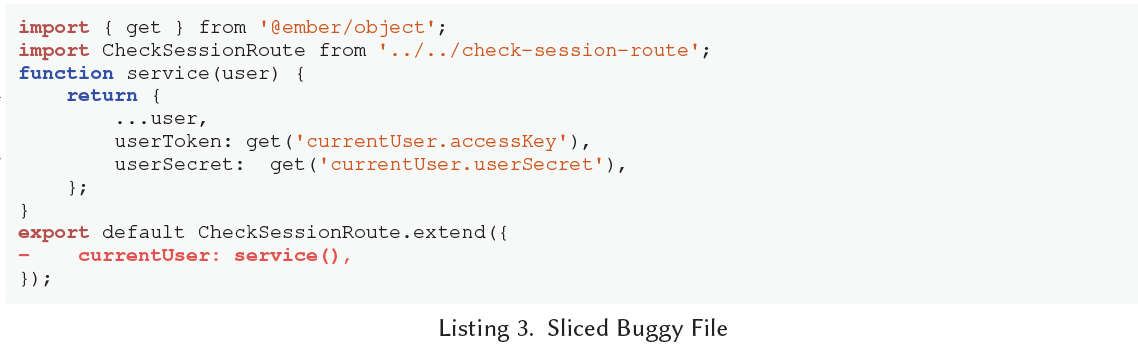 import { get } from '@ember/object';
import CheckSessionRoute from '../../check-session-route';
function service(user) {
    return {
        ...user,
        userToken: get('currentUser.accessKey'),
        userSecret:  get('currentUser.userSecret'),
    };
}
export default CheckSessionRoute.extend({
-    currentUser: service(),
});
Listing 3. Sliced Buggy File